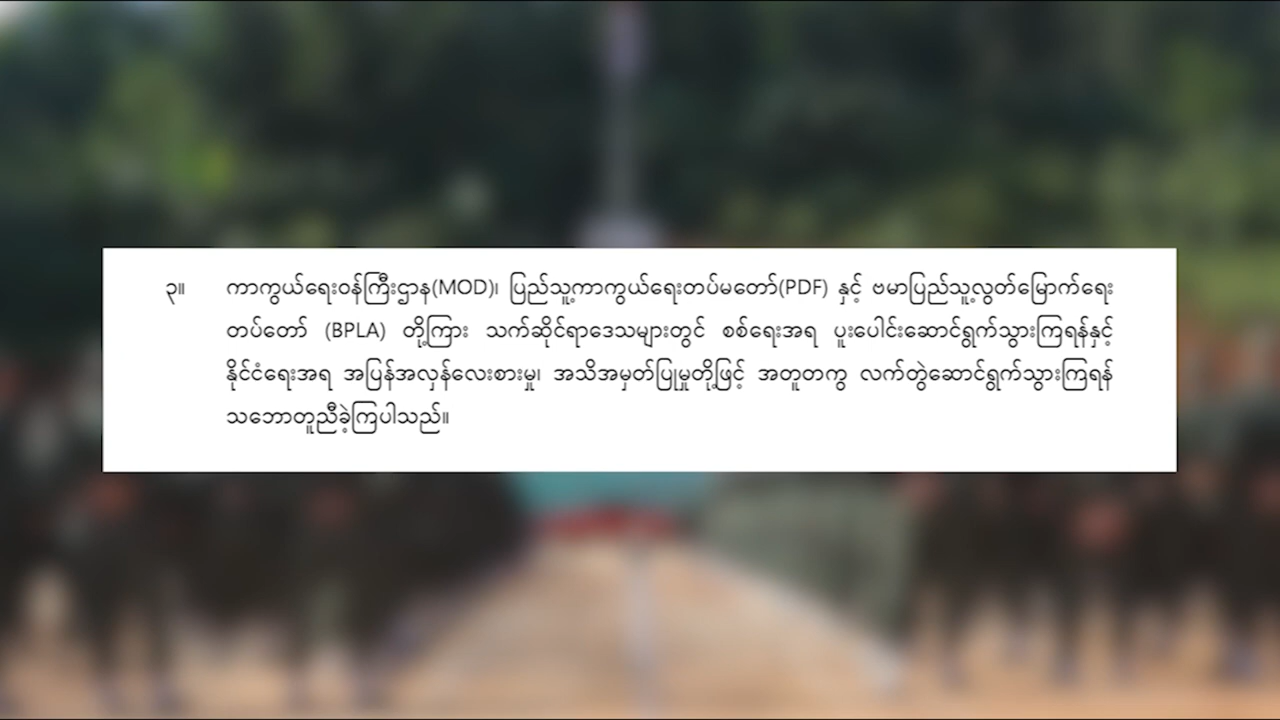 ၃။ ကာကွယ်ရေးဝန်ကြီးဌာန(MOD)၊ ပြည်သူ့ကာကွယ်ရေးတပ်မတော်(PDF) နှင့် ဗမာပြည်သူ့လွတ်မြောက်ရေး
တပ်တော် (BPLA) တို့ကြား သက်ဆိုင်ရာဒေသများတွင် စစ်ရေးအရ ပူးပေါင်းဆောင်ရွက်သွားကြရန်နှင့်
နိုင်ငံရေးအရ အပြန်အလှန်လေးစားမှု၊ အသိအမှတ်ပြုမှုတို့ဖြင့် အတူတကွ လက်တွဲဆောင်ရွက်သွားကြရန်
သဘောတူညီခဲ့ကြပါသည်။